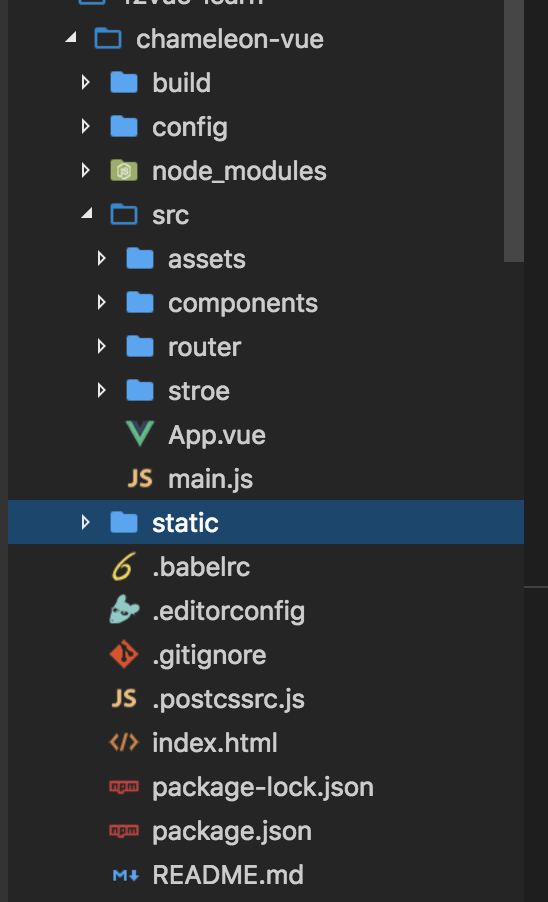 chameleon-vue
build
config
node_modules
src
assets
components
router
stroe
App.vue
JS main.js
static
.babelrc
.editorconfig
.gitignore
JS .postcssrc.js
</> index.html
npm package-lock.json
npm package.json
M↓ README.md